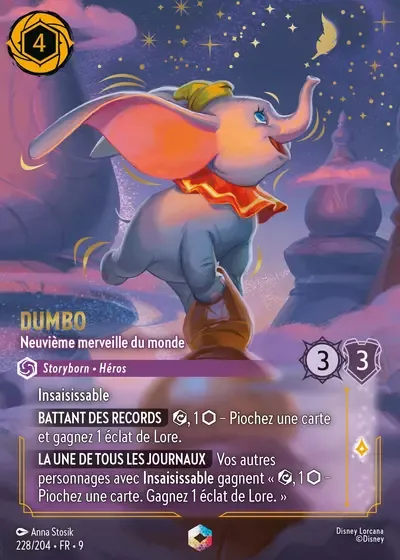 4
DUMBO
Neuvième merveille du monde
Storyborn • Héros
3 3
Insaisissable
BATTANT DES RECORDS , 1 – Piochez une carte
et gagnez 1 éclat de Lore.
LA UNE DE TOUS LES JOURNAUX Vos autres
personnages avec Insaisissable gagnent « , 1 –
Piochez une carte. Gagnez 1 éclat de Lore. »
Anna Stosik
Disney Lorcana
228/204 • FR • 9
©Disney